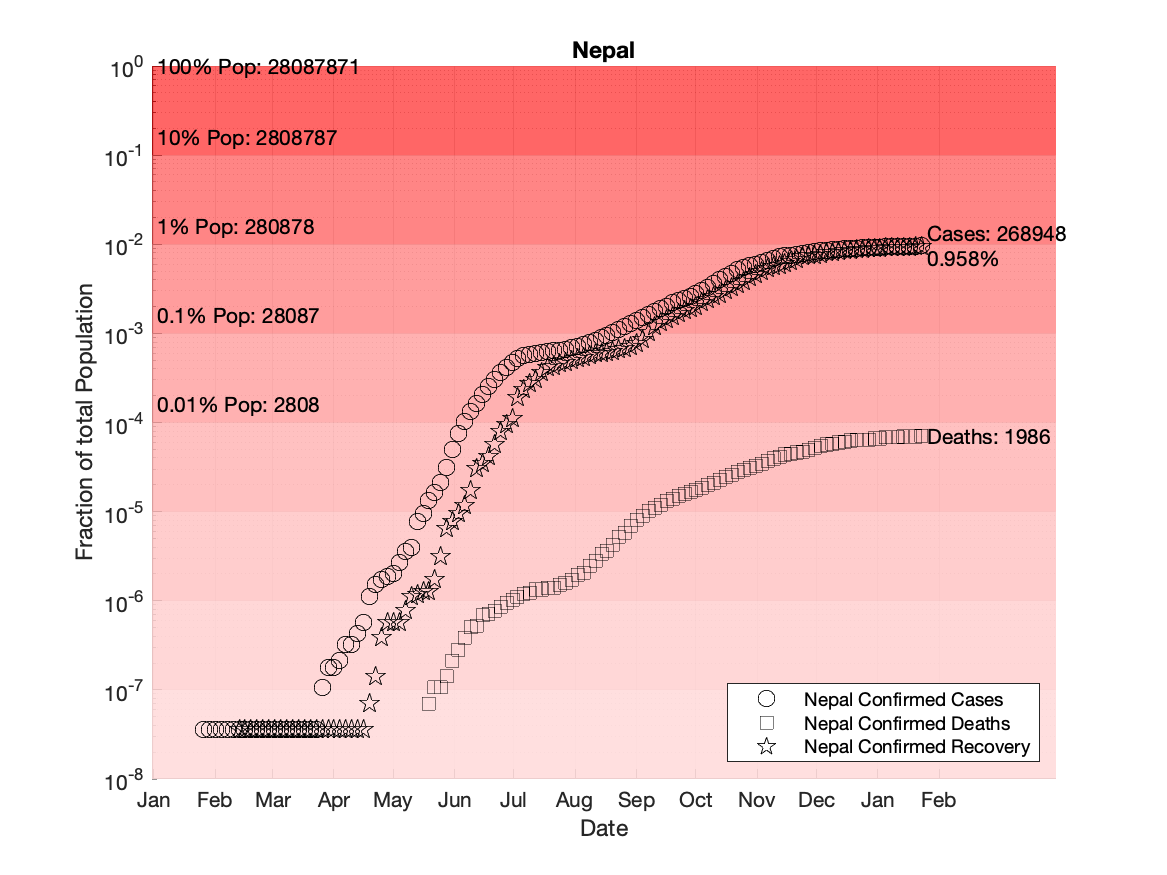 Nepal
10^0
100% Pop: 28087871
10% Pop: 2808787
10^-1
1% Pop: 280878
10^-2
Cases: 268948
0.958%
0.1% Pop: 28087
10^-3
0.01% Pop: 2808
10^-4
Deaths: 1986
10^-5
10^-6
10^-7
10^-8
Fraction of total Population
Nepal Confirmed Cases
Nepal Confirmed Deaths
Nepal Confirmed Recovery
Jan Feb Mar Apr May Jun Jul Aug Sep Oct Nov Dec Jan Feb
Date